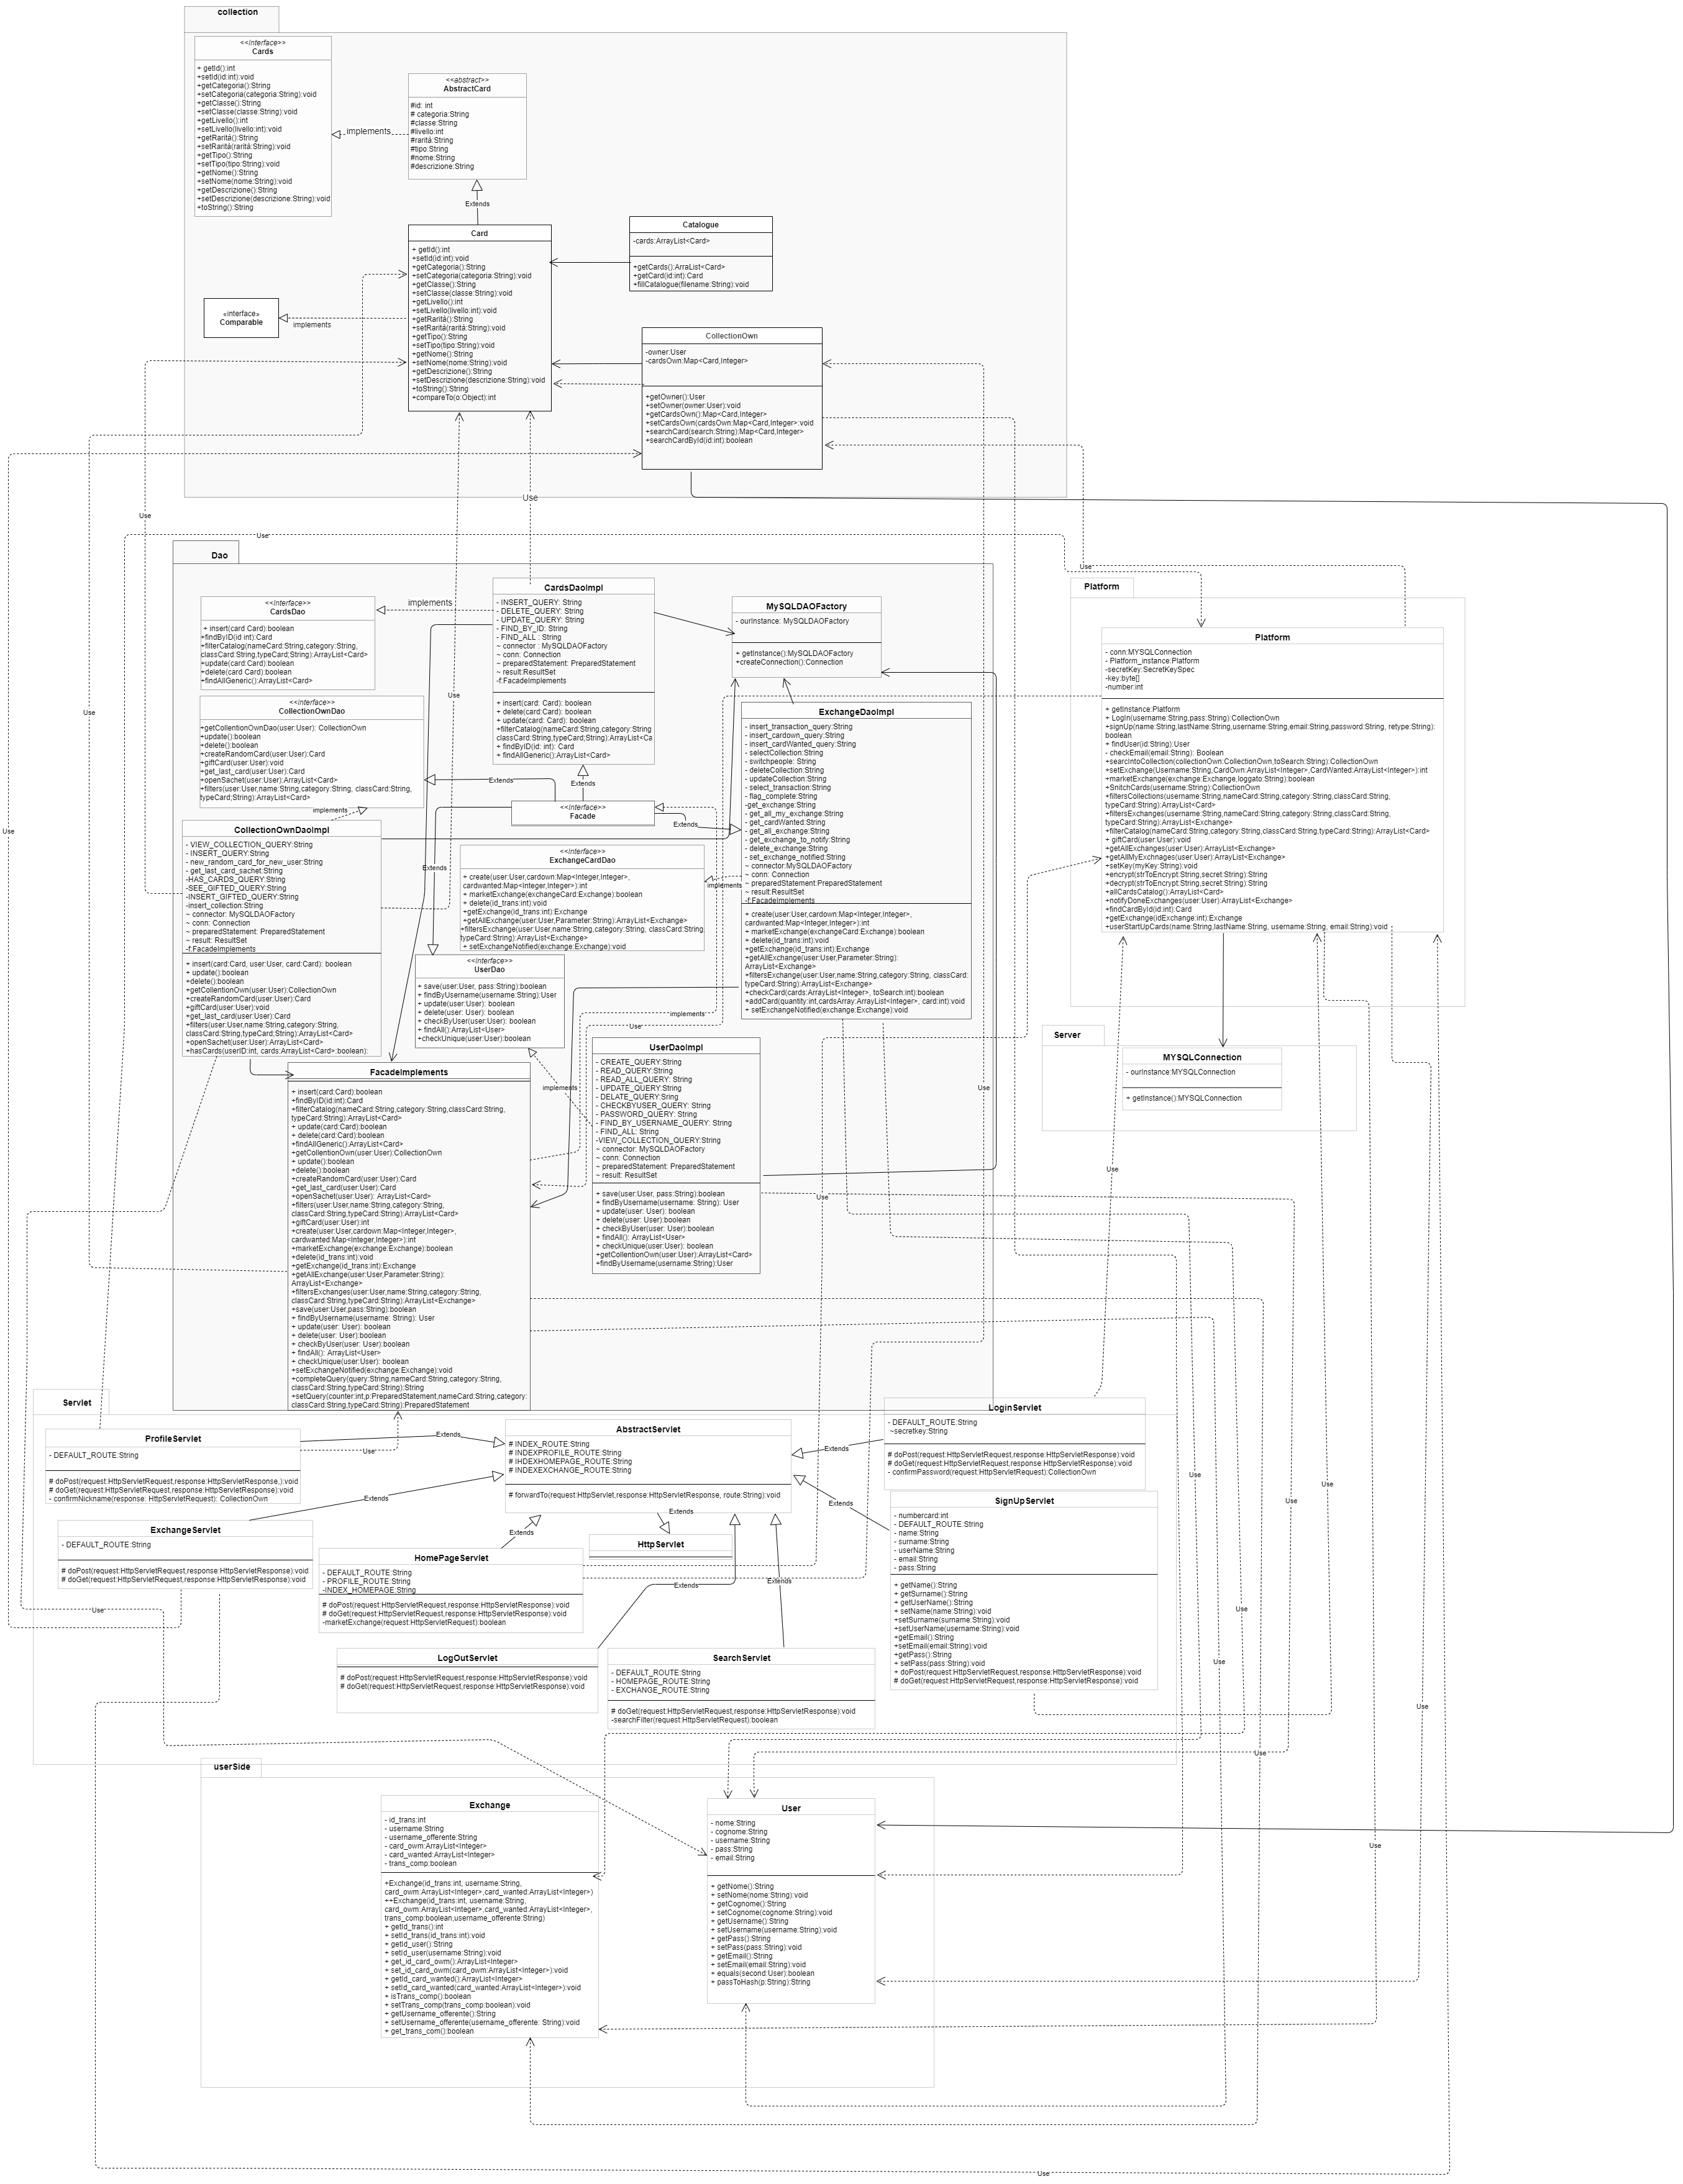 collection
<<interface>>
Cards
+ getId():int
+setId(id:int):void
+getCategoria():String
+setCategoria(categoria:String):void
+getClasse():String
+setClasse(classe:String):void
+getLivello():int
+setLivello(livello:int):void
+getRaritá():String
+setRaritá(raritá:String):void
+getTipo():String
+setTipo(tipo:String):void
+getNome():String
+setNome(nome:String):void
+getDescrizione():String
+setDescrizione(descrizione:String):void
+toString():String
<<abstract>>
AbstractCard
#id: int
# categoria:String
#classe:String
#livello:int
#raritá:String
#tipo:String
#nome:String
#descrizione:String
implements
Extends
Card
+ getId():int
+setId(id:int):void
+getCategoria():String
+setCategoria(categoria:String):void
+getClasse():String
+setClasse(classe:String):void
+getLivello():int
+setLivello(livello:int):void
+getRaritá():String
+setRaritá(raritá:String):void
+getTipo():String
+setTipo(tipo:String):void
+getNome():String
+setNome(nome:String):void
+getDescrizione():String
+setDescrizione(descrizione:String):void
+toString():String
+compareTo(o:Object):int
Catalogue
-cards:ArrayList<Card>
+getCards():ArraList<Card>
+getCard(id:int):Card
+fillCatalogue(filename:String):void
«interface»
Comparable
implements
CollectionOwn
-owner:User
-cardsOwn:Map<Card,Integer>
+getOwner():User
+setOwner(owner:User):void
+getCardsOwn():Map<Card,Integer>
+setCardsOwn(cardsOwn:Map<Card,Integer>:void
+searchCard(search:String):Map<Card,Integer>
+searchCardById(id:int):boolean
Use
Use
Use
Use
Dao
<<interface>>
CardsDao
+ insert(card Card):boolean
+findByID(id int):Card
+filterCatalog(nameCard:String,category:String,
classCard:String,typeCard;String):ArrayList<Card>
+update(card:Card):boolean
+delete(card Card):boolean
+findAllGeneric():ArrayList<Card>
implements
CardsDaoImpl
- INSERT_QUERY: String
- DELETE_QUERY: String
- UPDATE_QUERY: String
- FIND_BY_ID: String
- FIND_ALL : String
~ connector : MySQLDAOFactory
~ conn: Connection
~ preparedStatement: PreparedStatement
~ result:ResultSet
-f:FacadeImplements
+ insert(card: Card): boolean
+ delete(card:Card): boolean
+ update(card: Card): boolean
+filterCatalog(nameCard:String,category:String
classCard:String,typeCard;String):ArrayList<Ca
+ findByID(id: int): Card
+ findAllGeneric():ArrayList<Card>
MySQLDAOFactory
- ourInstance: MySQLDAOFactory
+ getInstance():MySQLDAOFactory
+createConnection():Connection
Platform
Platform
- conn:MYSQLConnection
- Platform_instance:Platform
-secretKey:SecretKeySpec
-key:byte[]
-number:int
+ getInstance:Platform
+ LogIn(username:String,pass:String):CollectionOwn
+signUp(name:String,lastName:String,username:String,email:String,password:String, retype:String):
boolean
+ findUser(id:String):User
- checkEmail(email:String): Boolean
+searcIntoCollection(collectionOwn:CollectionOwn,toSearch:String):CollectionOwn
+setExchange(Username:String,CardOwn:ArrayList<Integer>,CardWanted:ArrayList<Integer>):int
+marketExchange(exchange:Exchange,loggato:String):boolean
+SnitchCards(username:String):CollectionOwn
+filtersCollections(username:String,nameCard:String,category:String,classCard:String,
typeCard:String):ArrayList<Card>
+filtersExchanges(username:String,nameCard:String,category:String,classCard:String,
typeCard:String):ArrayList<Exchange>
+filterCatalog(nameCard:String,category:String,classCard:String,typeCard:String):ArrayList<Card>
+ giftCard(user:User):void
+getAllExchanges(user:User):ArrayList<Exchange>
+getAllMyExchnages(user:User):ArrayList<Exchange>
+setKey(myKey:String):void
+encrypt(strToEncrypt:String,secret:String):String
+decrypt(strToEncrypt:String,secret:String):String
+allCardsCatalog():ArrayList<Card>
+notifyDoneExchanges(user:User):ArrayList<Exchange>
+findCardById(id:int):Card
+getExchange(idExchange:int):Exchange
+userStartUpCards(name:String,lastName:String, username:String, email:String):void
<<interface>>
CollectionOwnDao
+getCollentionOwnDao(user:User): CollectionOwn
+update():boolean
+delete():boolean
+createRandomCard(user:User):Card
+giftCard(user:User):void
+get_last_card(user:User):Card
+openSachet(user:User):ArrayList<Card>
+filters(user:User,name:String,category:String, classCard:String,
typeCard;String):ArrayList<Card>
Use
Use
Extends
Extends
implements
<<interface>>
Facade
Extends
Extends
ExchangeDaoImpl
- insert_transaction_query:String
- insert_cardown_query:String
- insert_cardWanted_query:String
- selectCollection:String
- switchpeople: String
- deleteCollection:String
- updateCollection:String
- select_transaction:String
- flag_complete:String
-get_exchange:String
- get_all_my_exchange:String
- get_cardWanted:String
- get_all_exchange:String
- get_exchange_to_notify:String
- delete_exchange:String
- set_exchange_notified:String
~ connector:MySQLDAOFactory
~ conn: Connection
~ preparedStatement:PreparedStatement
~ result:ResultSet
-f:FacadeImplements
+ create(user:User,cardown:Map<Integer,Integer>,
cardwanted:Map<Integer,Integer>):int
+ marketExchange(exchangeCard:Exchange):boolean
+ delete(id_trans:int):void
+getExchange(id_trans:int):Exchange
+getAllExchange(user:User,Parameter:String):
ArrayList<Exchange>
+filtersExchange(user:User,name:String,category:String, classCard:
typeCard:String):ArrayList<Exchange>
+checkCard(cards:ArrayList<Integer>, toSearch:int):boolean
+addCard(quantity:int,cardsArray:ArrayList<Integer>, card:int):void
+ setExchangeNotified(exchange:Exchange):void
CollectionOwnDaoImpl
- VIEW_COLLECTION_QUERY:String
- INSERT_QUERY:String
- new_random_card_for_new_user:String
- get_last_card_sachet:String
-HAS_CARDS_QUERY:String
-SEE_GIFTED_QUERY:String
-INSERT_GIFTED_QUERY:String
-insert_collection:String
~ connector: MySQLDAOFactory
~ conn: Connection
~ preparedStatement: PreparedStatement
~ result: ResultSet
-f:FacadeImplements
+ insert(card:Card, user:User, card:Card): boolean
+ update():boolean
+delete():boolean
+getCollentionOwn(user:User):CollectionOwn
+createRandomCard(user:User):Card
+giftCard(user:User):void
+get_last_card(user:User):Card
+filters(user:User,name:String,category:String,
classCard:String,typeCard;String):ArrayList<Card>
+openSachet(user:User):ArrayList<Card>
+hasCards(userID:int, cards:ArrayList<Card>:boolean):
<<interface>>
ExchangeCardDao
+ create(user:User,cardown:Map<Integer,Integer>,
cardwanted:Map<Integer,Integer>):int
+ marketExchange(exchangeCard:Exchange):boolean
+ delete(id_trans:int):void
+getExchange(id_trans:int):Exchange
+getAllExchange(user:User,Parameter:String):ArrayList<Exchange>
+filtersExchange(user:User,name:String,category:String, classCard:String,
typeCard:String):ArrayList<Exchange>
+ setExchangeNotified(exchange:Exchange):void
implements
<<interface>>
UserDao
+ save(user:User, pass:String):boolean
+ findByUsername(username:String):User
+ update(user:User): boolean
+ delete(user: User): boolean
+ checkByUser(user:User): boolean
+ findAll():ArrayList<User>
+checkUnique(user:User):boolean
implements
Use
implements
Server
MYSQLConnection
- ourInstance:MYSQLConnection
+ getInstance():MYSQLConnection
UserDaoImpl
- CREATE_QUERY:String
- READ_QUERY:String
- READ_ALL_QUERY: String
- UPDATE_QUERY:String
- DELATE_QUERY:Sring
- CHECKBYUSER_QUERY: String
- PASSWORD_QUERY: String
- FIND_BY_USERNAME_QUERY: String
- FIND_ALL: String
-VIEW_COLLECTION_QUERY:String
~ connector: MySQLDAOFactory
~ conn: Connection
~ preparedStatement: PreparedStatement
~ result: ResultSet
+ save(user:User, pass:String):boolean
+ findByUsername(username: String): User
+ update(user: User): boolean
+ delete(user: User):boolean
+ checkByUser(user: User):boolean
+ findAll(): ArrayList<User>
+ checkUnique(user:User): boolean
+getCollentionOwn(user:User):ArrayList<Card>
+findByUsername(username:String):User
FacadeImplements
+ insert(card:Card):boolean
+findByID(id:int):Card
+filterCatalog(nameCard:String,category:String,classCard:String,
typeCard:String):ArrayList<Card>
+ update(card:Card):boolean
+ delete(card:Card):boolean
+findAllGeneric():ArrayList<Card>
+getCollentionOwn(user:User):CollectionOwn
+ update():boolean
+delete():boolean
+createRandomCard(user:User):Card
+get_last_card(user:User):Card
+openSachet(user:User): ArrayList<Card>
+filters(user:User,name:String,category:String,
classCard:String,typeCard:String):ArrayList<Card>
+giftCard(user:User):int
+create(user:User,cardown:Map<Integer,Integer>,
cardwanted:Map<Integer,Integer>):int
+marketExchange(exchange:Exchange):boolean
+delete(id_trans:int):void
+getExchange(id_trans:int):Exchange
+getAllExchange(user:User,Parameter:String):
ArrayList<Exchange>
+filtersExchanges(user:User,name:String,category:String,
classCard:String,typeCard:String):ArrayList<Exchange>
+save(user:User,pass:String):boolean
+ findByUsername(username: String): User
+ update(user: User): boolean
+ delete(user: User):boolean
+ checkByUser(user: User):boolean
+ findAll(): ArrayList<User>
+ checkUnique(user:User): boolean
+setExchangeNotified(exchange:Exchange):void
+completeQuery(query:String,nameCard:String,category:String,
classCard:String,typeCard:String):String
+setQuery(counter:int,p:PreparedStatement,nameCard:String,category:
classCard:String,typeCard:String):PreparedStatement
Use
Use
Use
Use
Servlet
ProfileServlet
- DEFAULT_ROUTE:String
# doPost(request:HttpServletRequest,response:HttpServletResponse,):void
# doGet(request:HttpServletRequest,response:HttpServletResponse):void
- confirmNickname(response: HttpServletRequest): CollectionOwn
Extends
Use
AbstractServlet
# INDEX_ROUTE:String
# INDEXPROFILE_ROUTE:String
# IHDEXHOMEPAGE_ROUTE:String
# INDEXEXCHANGE_ROUTE:String
# forwardTo(request:HttpServlet,response:HttpServletResponse, route:String):void
LoginServlet
- DEFAULT_ROUTE:String
~secretkey:String
# doPost(request:HttpServletRequest,response:HttpServletResponse):void
# doGet(request:HttpServletRequest,response:HttpServletResponse):void
- confirmPassword(request:HttpServletRequest):CollectionOwn
Extends
Extends
Extends
Extends
Extends
ExchangeServlet
- DEFAULT_ROUTE:String
# doPost(request:HttpServletRequest,response:HttpServletResponse):void
# doGet(request:HttpServletRequest,response:HttpServletResponse):void
HomePageServlet
- DEFAULT_ROUTE:String
- PROFILE_ROUTE:String
-INDEX_HOMEPAGE:String
# doPost(request:HttpServletRequest,response:HttpServletResponse):void
# doGet(request:HttpServletRequest,response:HttpServletResponse):void
-marketExchange(request:HttpServletRequest):boolean
HttpServlet
SignUpServlet
- numbercard:int
- DEFAULT_ROUTE:String
- name:String
- surname:String
- userName:String
- email:String
- pass:String
+ getName():String
+ getSurname():String
+ getUserName():String
+ setName(name:String):void
+setSurname(surname:String):void
+setUserName(username:String):void
+getEmail():String
+setEmail(email:String):void
+getPass():String
+ setPass(pass:String):void
+ doPost(request:HttpServletRequest,response:HttpServletResponse):void
# doGet(request:HttpServletRequest,response:HttpServletResponse):void
Extends
Extends
Use
Use
Use
Use
Use
LogOutServlet
# doPost(request:HttpServletRequest,response:HttpServletResponse):void
# doGet(request:HttpServletRequest,response:HttpServletResponse):void
SearchServlet
- DEFAULT_ROUTE:String
- HOMEPAGE_ROUTE:String
- EXCHANGE_ROUTE:String
# doGet(request:HttpServletRequest,response:HttpServletResponse):void
-searchFilter(request:HttpServletRequest):boolean
Use
Use
Use
Use
userSide
Exchange
- id_trans:int
- username:String
- username_offerente:String
- card_owm:ArrayList<Integer>
- card_wanted:ArrayList<Integer>
- trans_comp:boolean
+Exchange(id_trans:int, username:String,
card_owm:ArrayList<Integer>,card_wanted:ArrayList<Integer>)
++Exchange(id_trans:int, username:String,
card_owm:ArrayList<Integer>,card_wanted:ArrayList<Integer>,
trans_comp:boolean,username_offerente:String)
+ getId_trans():int
+ setId_trans(id_trans:int):void
+ getId_user():String
+ setId_user(username:String):void
+ get_id_card_owm():ArrayList<Integer>
+ set_id_card_owm(card_owm:ArrayList<Integer>):void
+ getId_card_wanted():ArrayList<Integer>
+ setId_card_wanted(card_wanted:ArrayList<Integer>):void
+ isTrans_comp():boolean
+ setTrans_comp(trans_comp:boolean):void
+ getUsername_offerente():String
+ setUsername_offerente(username_offerente: String):void
+ get_trans_com():boolean
User
- nome:String
- cognome:String
- username:String
- pass:String
- email:String
+ getNome():String
+ setNome(nome:String):void
+ getCognome():String
+ setCognome(cognome:String):void
+ getUsername():String
+ setUsername(username:String):void
+ getPass():String
+ setPass(pass:String):void
+ getEmail():String
+ setEmail(email:String):void
+ equals(second:User):boolean
+ passToHash(p:String):String
Use